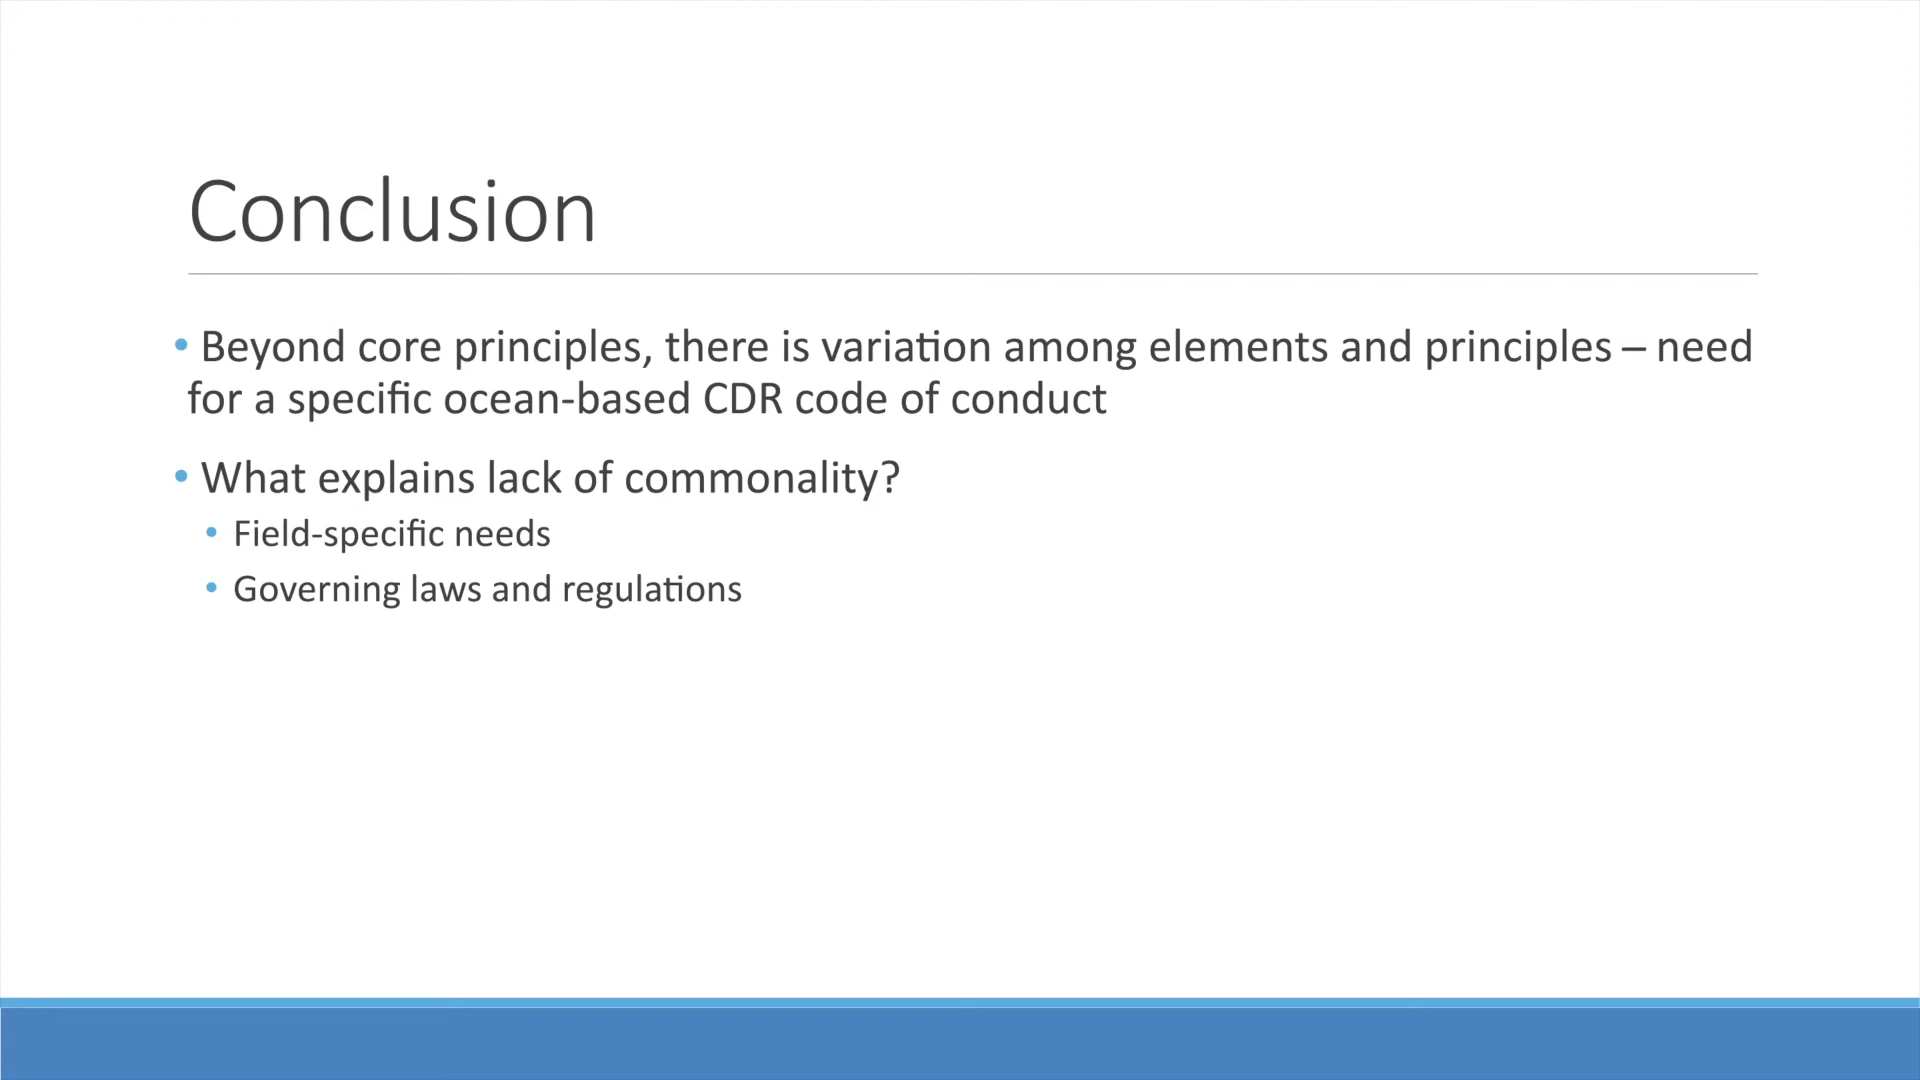 Conclusion
• Beyond core principles, there is variation among elements and principles – need
for a specific ocean-based CDR code of conduct
• What explains lack of commonality?
• Field-specific needs
• Governing laws and regulations